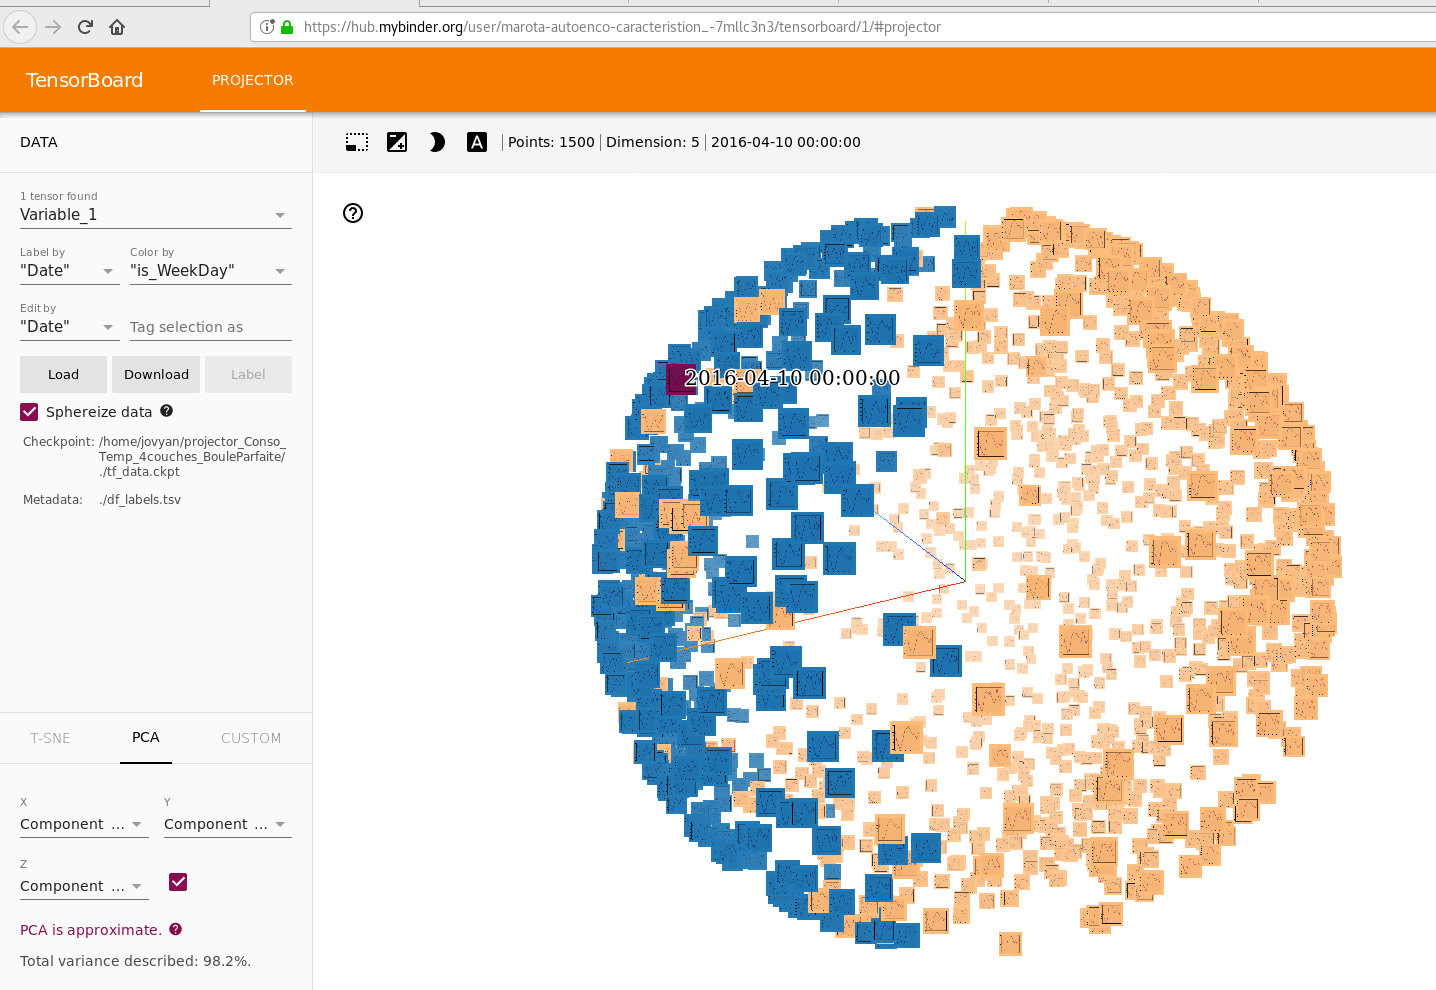 https://hub.mybinder.org/user/marota-autoenco-caracteristion_-7mllc3n3/tensorboard/1/#projector
TensorBoard
PROJECTOR
DATA
Points: 1500 | Dimension: 5 | 2016-04-10 00:00:00
1 tensor found
Variable_1
Label by
Color by
"Date"
"is_WeekDay"
Edit by
"Date"
Tag selection as
Load
Download
Label
Sphereize data
Checkpoint: /home/jovyan/projector_Conso_
Temp_4couches_BouleParfaite/
./tf_data.ckpt
Metadata: ./df_labels.tsv
2016-04-10 00:00:00
T-SNE
PCA
CUSTOM
X
Y
Component ...
Component ...
Z
Component ...
PCA is approximate.
Total variance described: 98.2%.